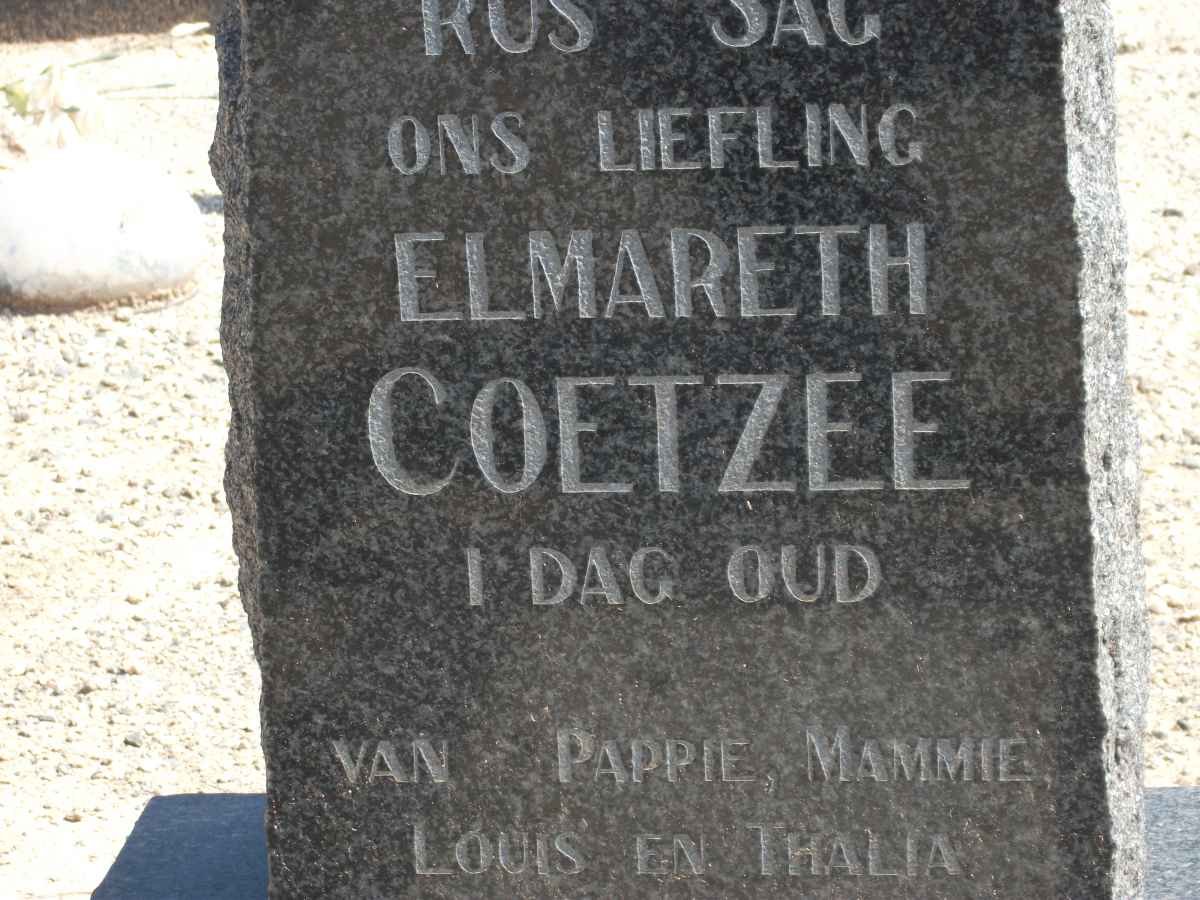 RUS SAG
ONS LIEFLING
ELMARETH
COETZEE
1 DAG OUD
VAN PAPPIE, MAMMIE
LOUIS EN THALIA